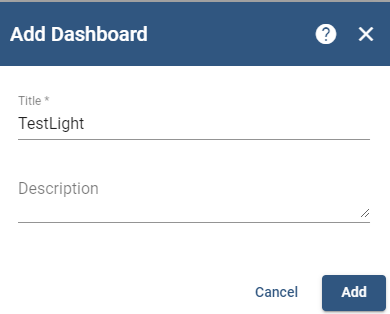 Add Dashboard
Title *
TestLight
Description
Cancel
Add